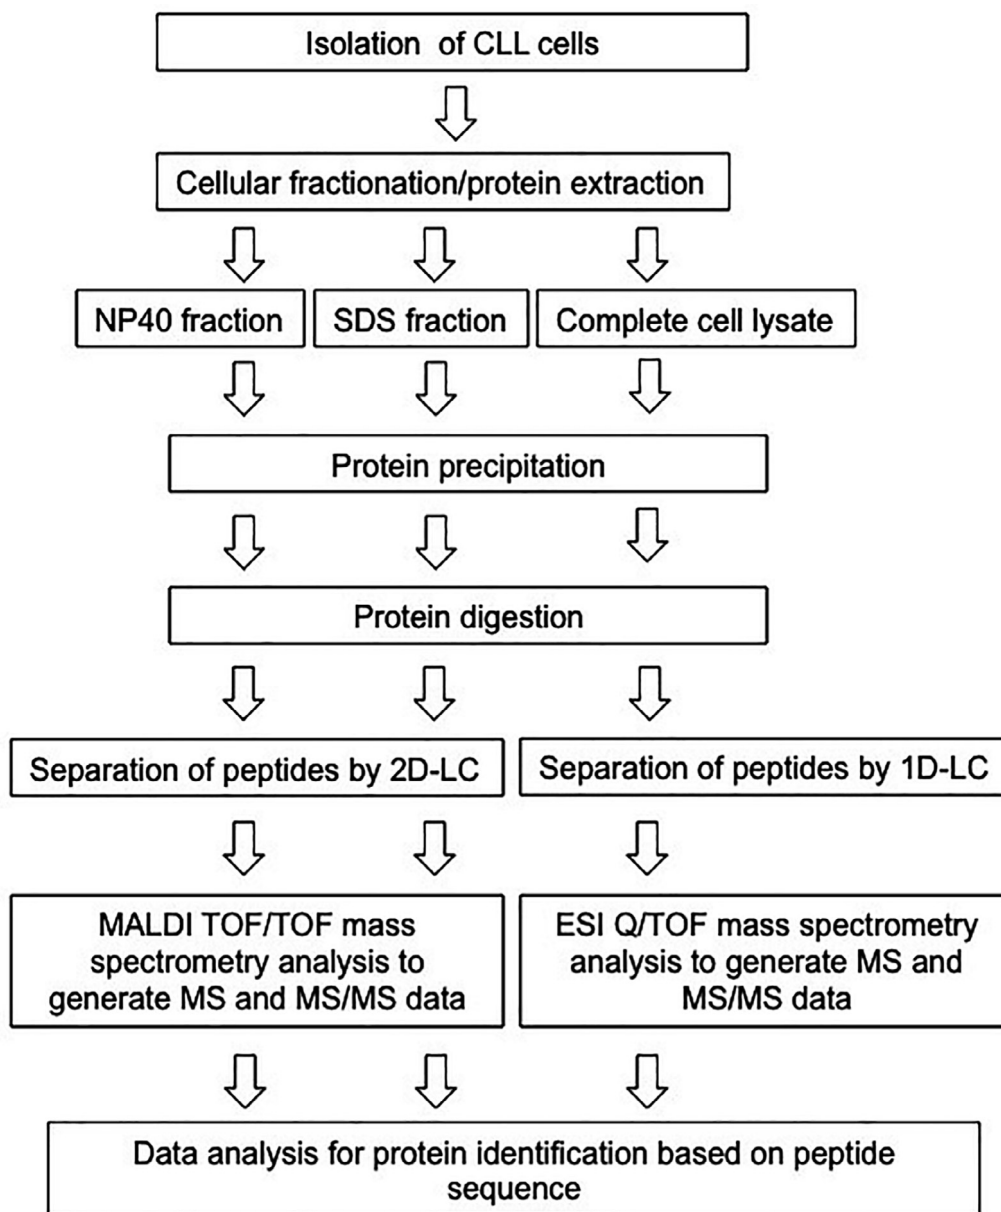 Isolation of CLL cells
Cellular fractionation/protein extraction
NP40 fraction
SDS fraction
Complete cell lysate
Protein precipitation
Protein digestion
Separation of peptides by 2D-LC
Separation of peptides by 1D-LC
MALDI TOF/TOF mass
spectrometry analysis to
generate MS and MS/MS data
ESI Q/TOF mass spectrometry
analysis to generate MS and
MS/MS data
Data analysis for protein identification based on peptide
sequence